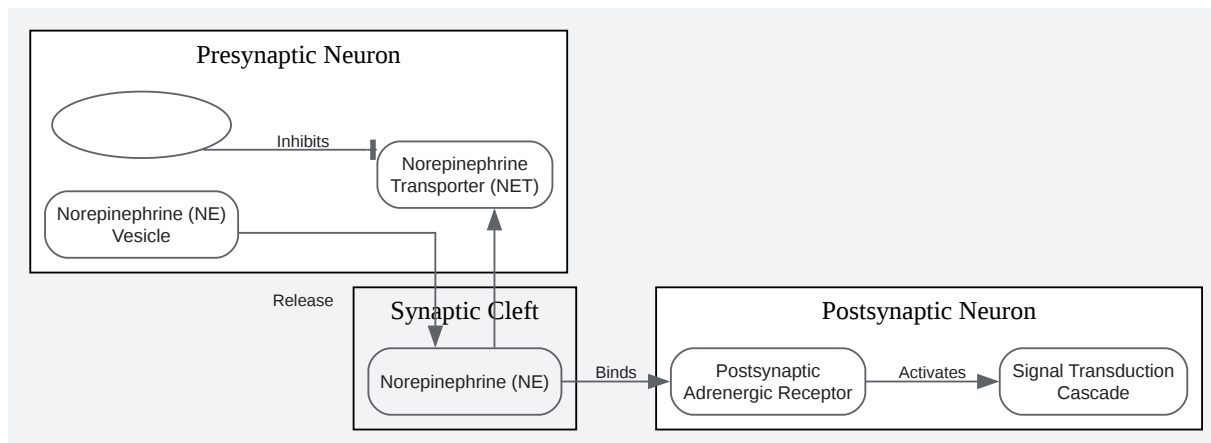 Presynaptic Neuron
Inhibits
Norepinephrine
Transporter (NET)
Norepinephrine (NE)
Vesicle
Release
Synaptic Cleft
Norepinephrine (NE)
Binds
Postsynaptic Neuron
Postsynaptic
Adrenergic Receptor
Activates
Signal Transduction
Cascade